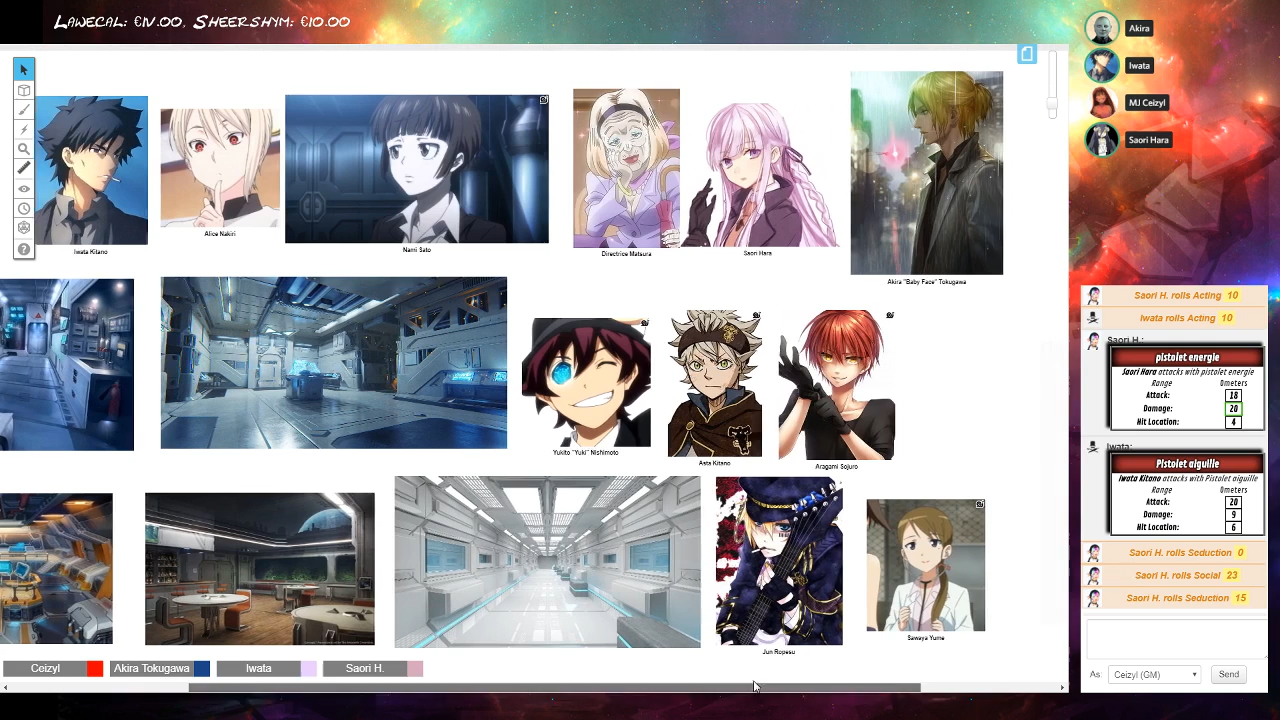 Lawecal: €IV.00, Sheershym: €10.00
Akira
Iwata
MJ Ceizyl
Saori Hara
Iwata Kitano
Alice Nakiri
Nami Sato
Directrice Matsura
Saori Hara
Akira "Baby Face" Tokugawa
Yukito "Yuki" Nishimoto
Asta Kitano
Aragami Sojuro
Jun Ropesu
Sawaya Yume
Saori H. rolls Acting 10
Iwata rolls Acting 10
Saori H.:
pistolet energie
Saori Hara attacks with pistolet energie
Range 0meters
Attack: 18
Damage: 20
Hit Location: 4
Iwata:
Pistolet aiguille
Iwata Kitano attacks with Pistolet aiguille
Range 0meters
Attack: 20
Damage: 9
Hit Location: 6
Saori H. rolls Seduction 0
Saori H. rolls Social 23
Saori H. rolls Seduction 15
As: Ceizyl (GM) Send
Ceizyl Akira Tokugawa Iwata Saori H.